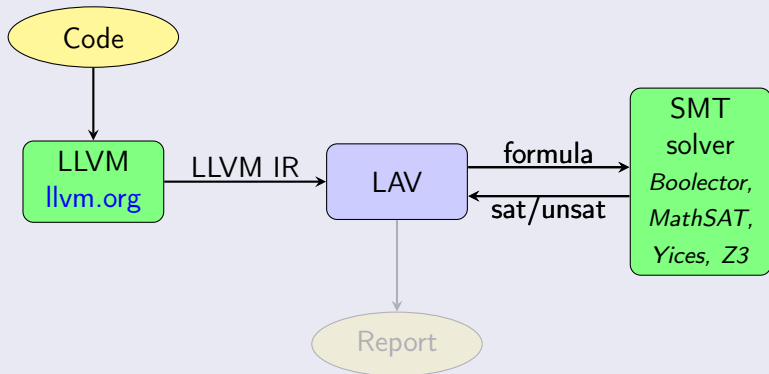 Code
LLVM
llvm.org
LLVM IR
LAV
formula
sat/unsat
SMT
solver
Boolector,
MathSAT,
Yices, Z3
Report